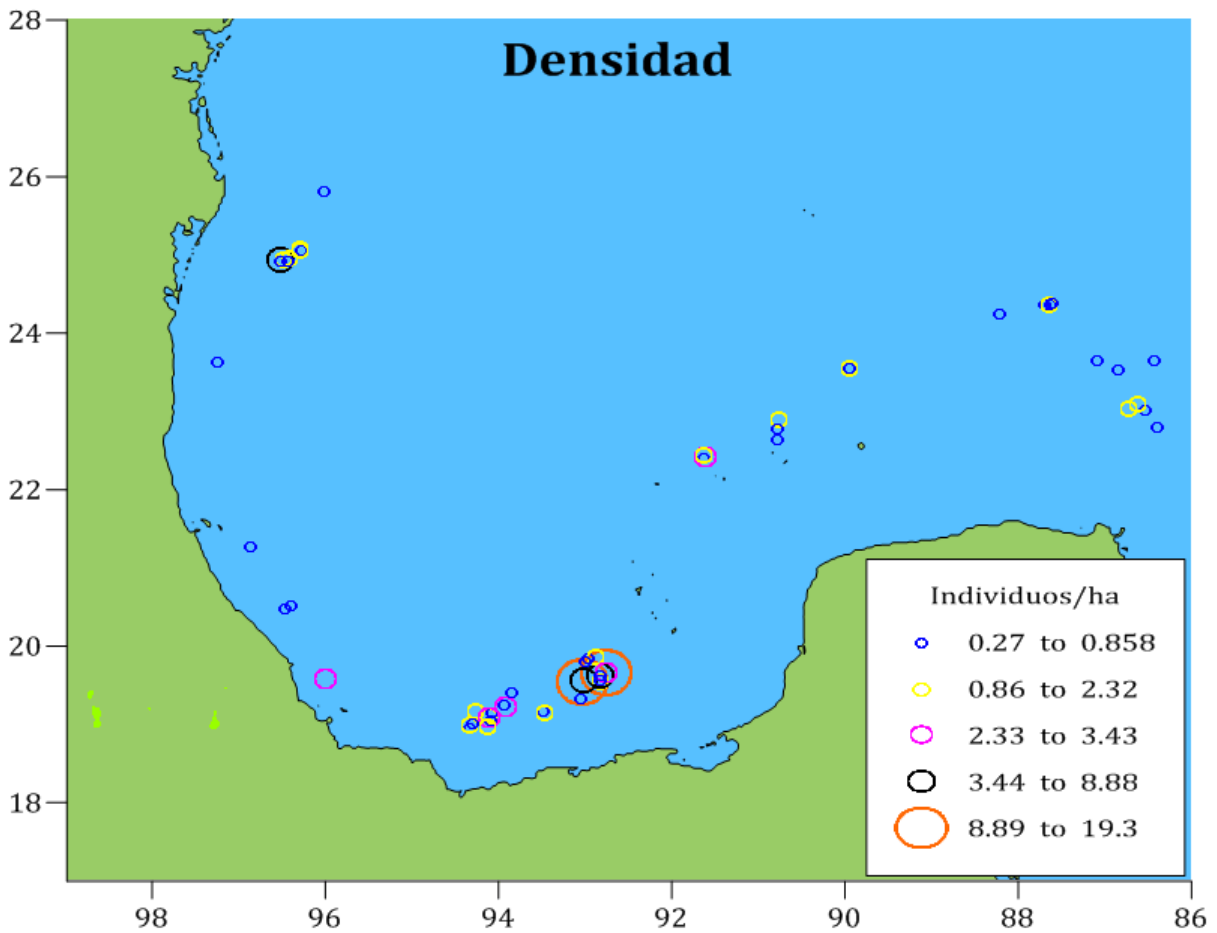 Densidad
28
26
24
22
20
18
98
96
94
92
90
88
86
Individuos/ha
0.27 to 0.858
0.86 to 2.32
2.33 to 3.43
3.44 to 8.88
8.89 to 19.3